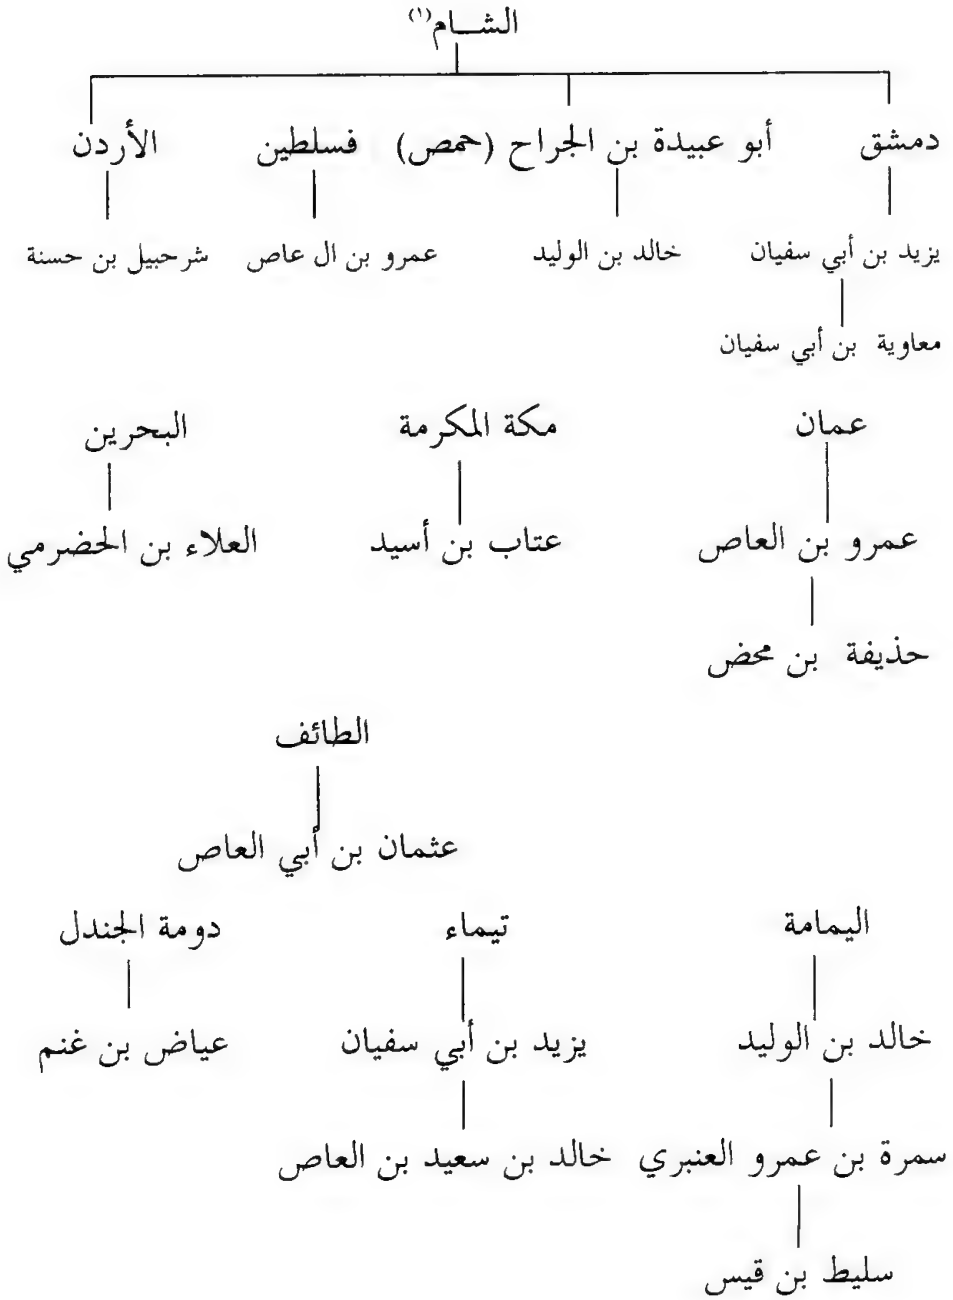 الشام(١)
دمشق أبو عبيدة بن الجراح (حمص) فسلطين الأردن
يزيد بن أبي سفيان خالد بن الوليد عمرو بن ال عاص شرحبيل بن حسنة
معاوية بن أبي سفيان
عمان مكة المكرمة البحرين
عمرو بن العاص عتاب بن أسيد العلاء بن الحضرمي
حذيفة بن محض
الطائف
عثمان بن أبي العاص
اليمامة تيماء دومة الجندل
خالد بن الوليد يزيد بن أبي سفيان عياض بن غنم
سمرة بن عمرو العنبري خالد بن سعيد بن العاص
سليط بن قيس